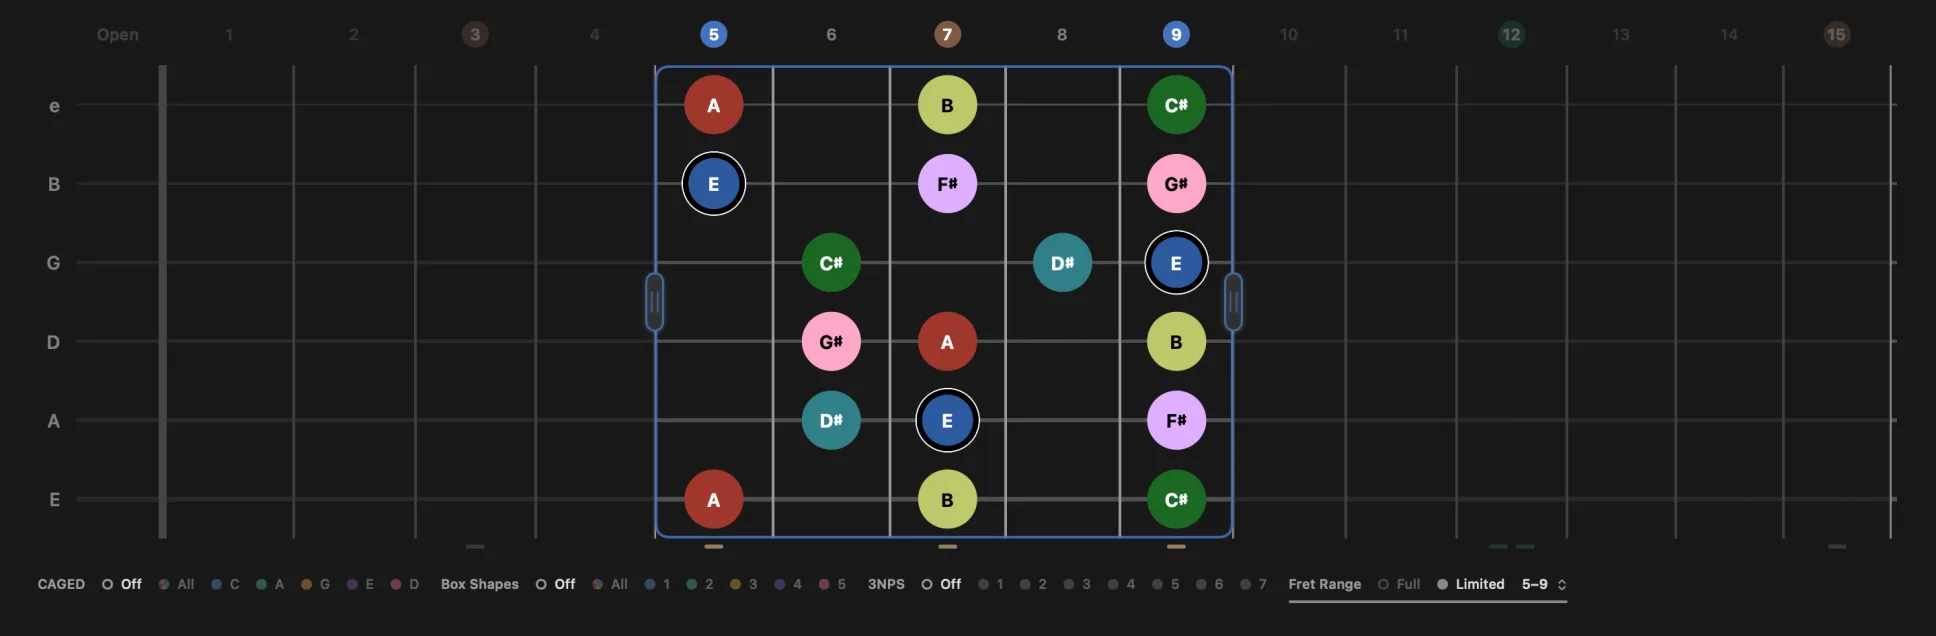 Open 1 2 3 4 5 6 7 8 9 10 11 12 13 14 15
e A B C#
B E F# G#
G C# D# E
D G# A B
A D# E F#
E A B C#
CAGED Off All C A G E D Box Shapes Off All 1 2 3 4 5 3NPS Off 1 2 3 4 5 6 7 Fret Range Full Limited 5–9